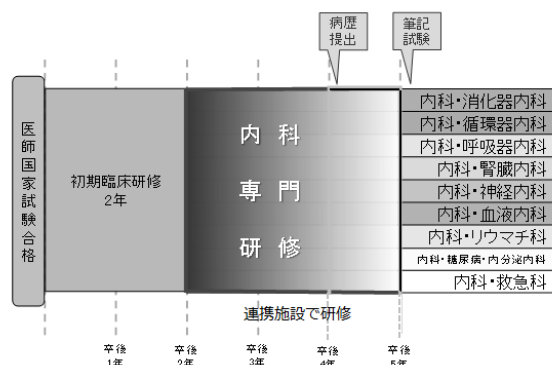 病歴
提出
筆記
試験
医師国家試験合格
初期臨床研修
2年
内科
専門
研修
内科・消化器内科
内科・循環器内科
内科・呼吸器内科
内科・腎臓内科
内科・神経内科
内科・血液内科
内科・リウマチ科
内科・糖尿病・内分泌内科
内科・救急科
連携施設で研修
卒後
1年
卒後
2年
卒後
3年
卒後
4年
卒後
5年